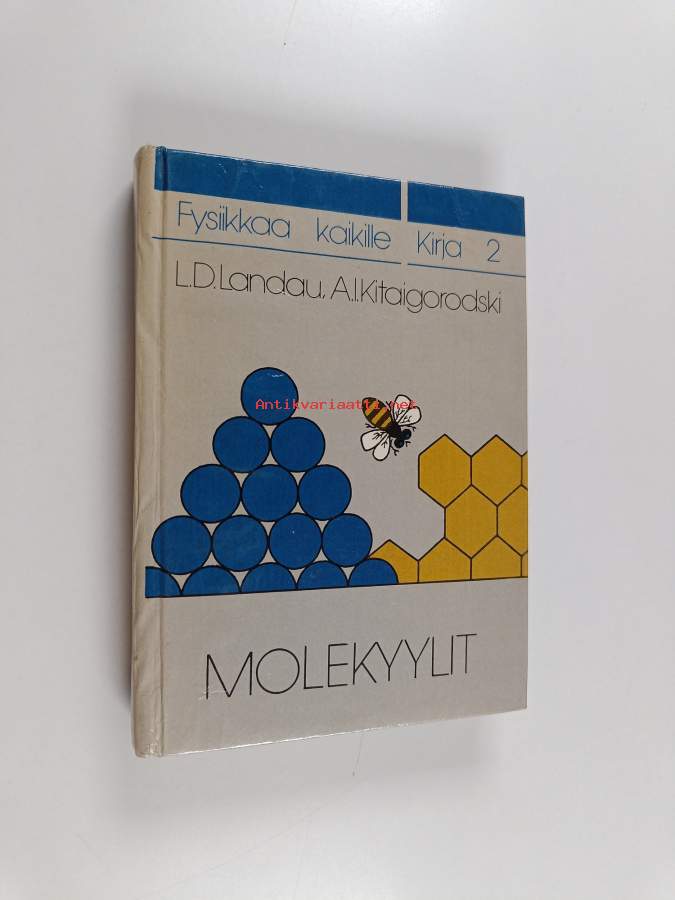 Fysiikkaa kaikille Kirja 2
L.D.Landau, A.I.Kitaigorodski
Antikvariaatti.net
MOLEKYYLIT